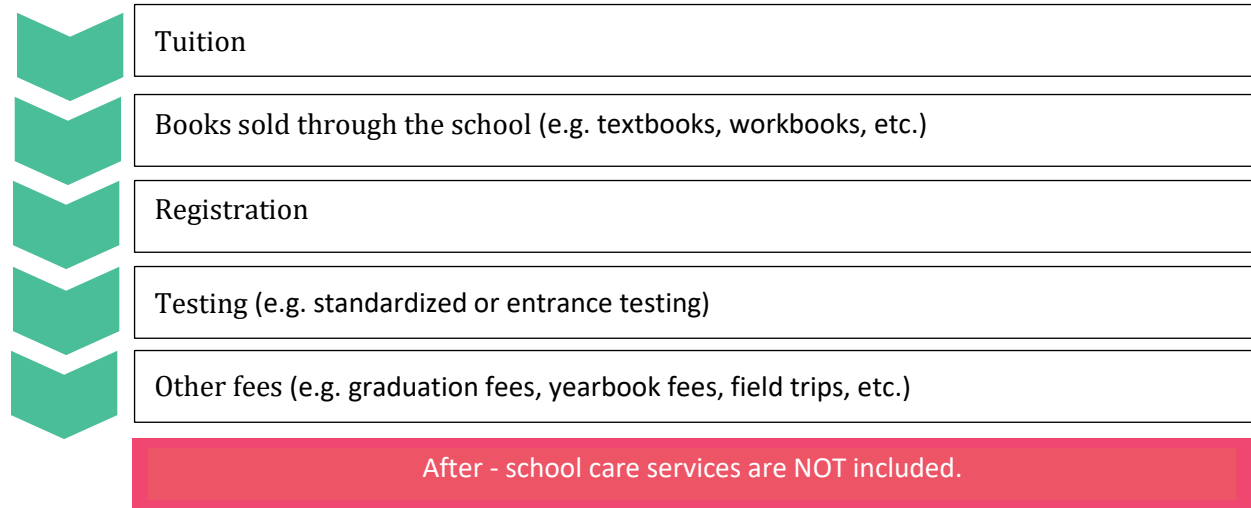 Tuition
Books sold through the school (e.g. textbooks, workbooks, etc.)
Registration
Testing (e.g. standardized or entrance testing)
Other fees (e.g. graduation fees, yearbook fees, field trips, etc.)
After - school care services are NOT included.